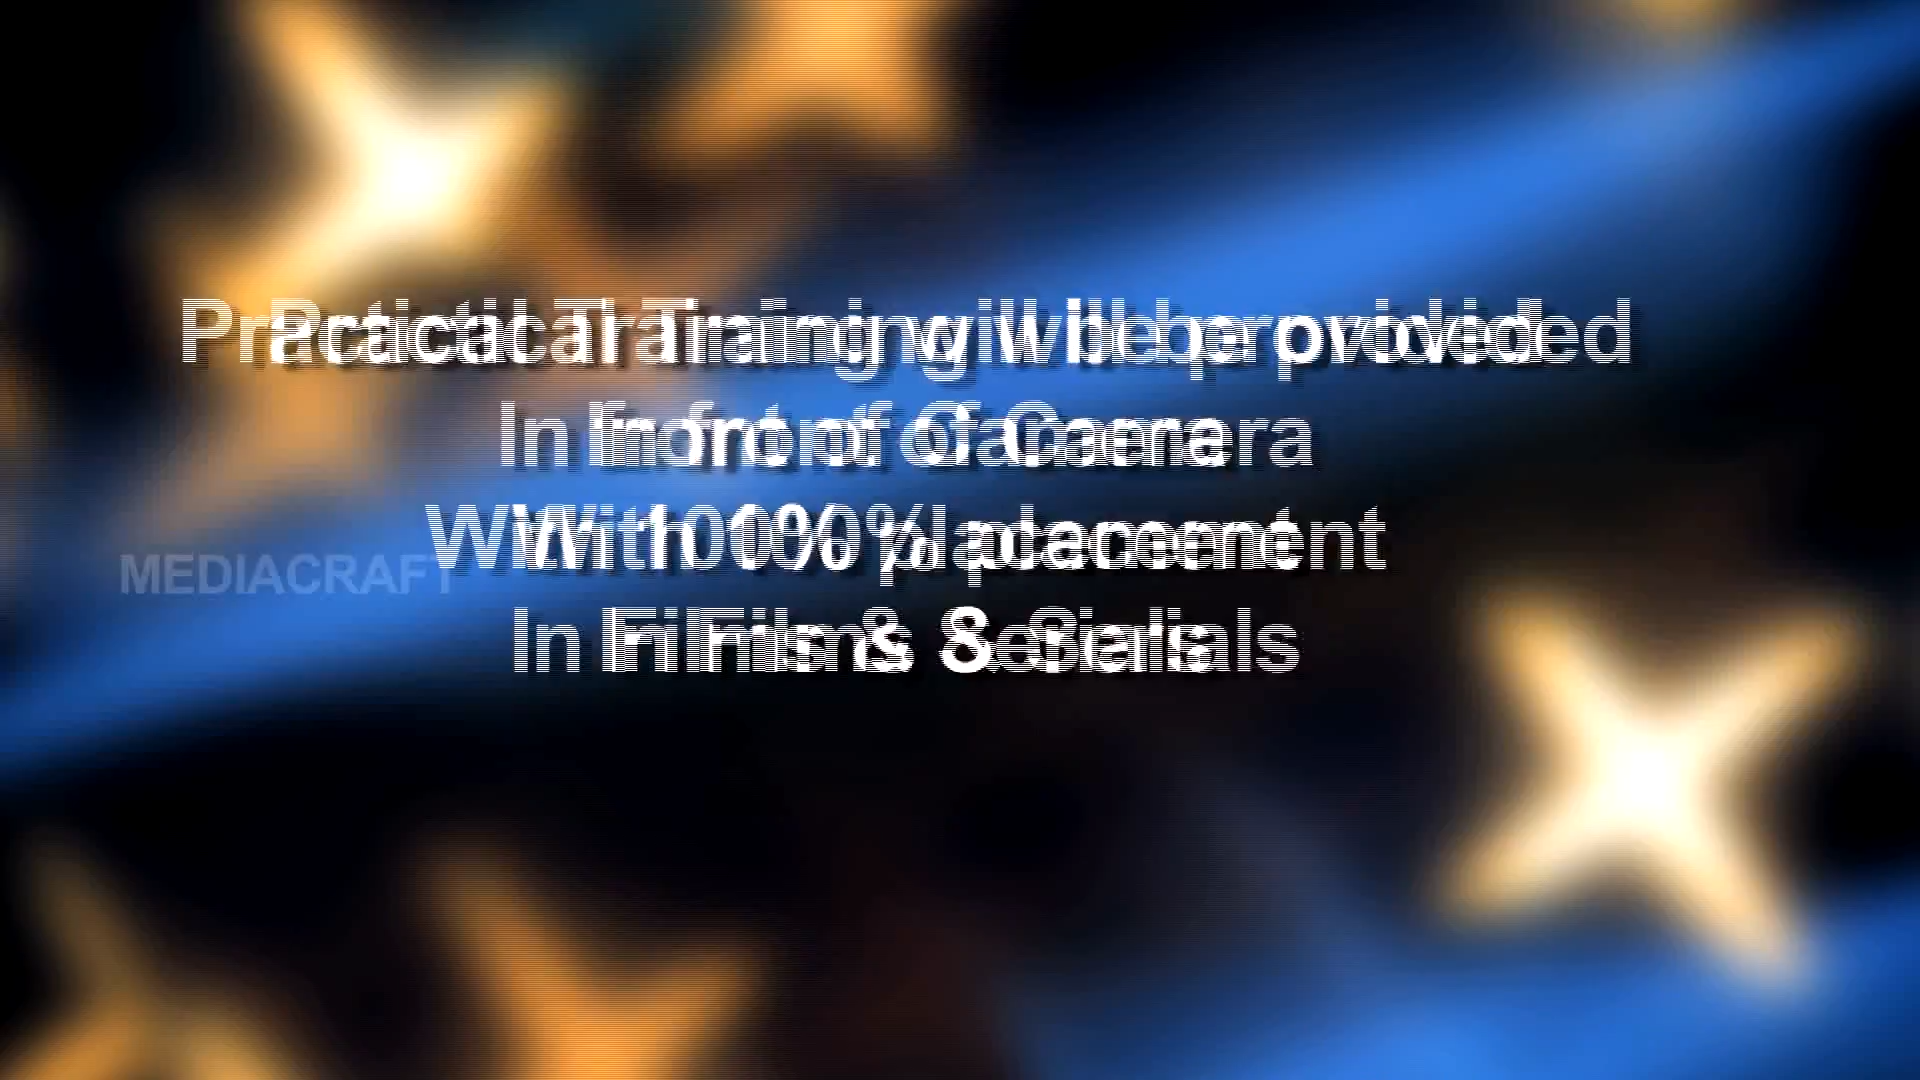 Practical Training will be provided
In front of Camera
With 100% placement
MEDIACRAFT
In Films & Serials